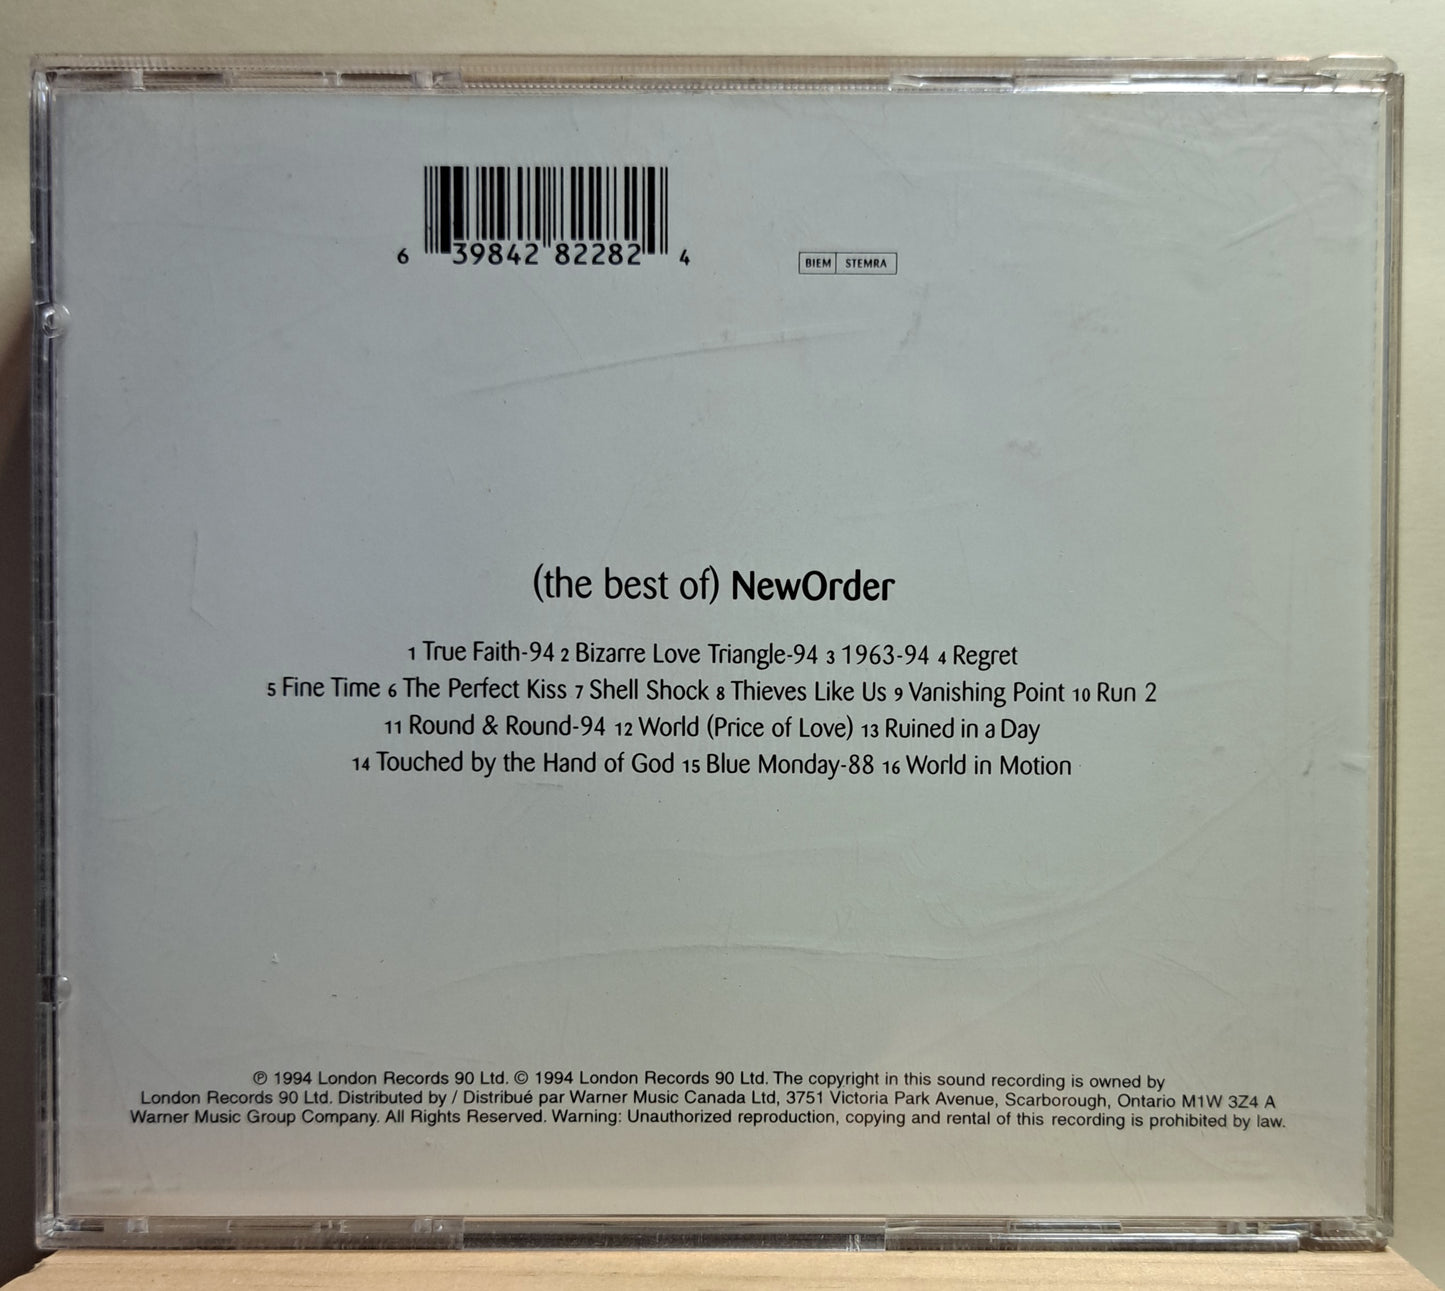 6 39842 82282 4
BIEM STEMRA
(the best of) NewOrder
1 True Faith-94 2 Bizarre Love Triangle-94 3 1963-94 4 Regret
5 Fine Time 6 The Perfect Kiss 7 Shell Shock 8 Thieves Like Us 9 Vanishing Point 10 Run 2
11 Round & Round-94 12 World (Price of Love) 13 Ruined in a Day
14 Touched by the Hand of God 15 Blue Monday-88 16 World in Motion
℗ 1994 London Records 90 Ltd. © 1994 London Records 90 Ltd. The copyright in this sound recording is owned by
London Records 90 Ltd. Distributed by / Distribué par Warner Music Canada Ltd, 3751 Victoria Park Avenue, Scarborough, Ontario M1W 3Z4 A
Warner Music Group Company. All Rights Reserved. Warning: Unauthorized reproduction, copying and rental of this recording is prohibited by law.